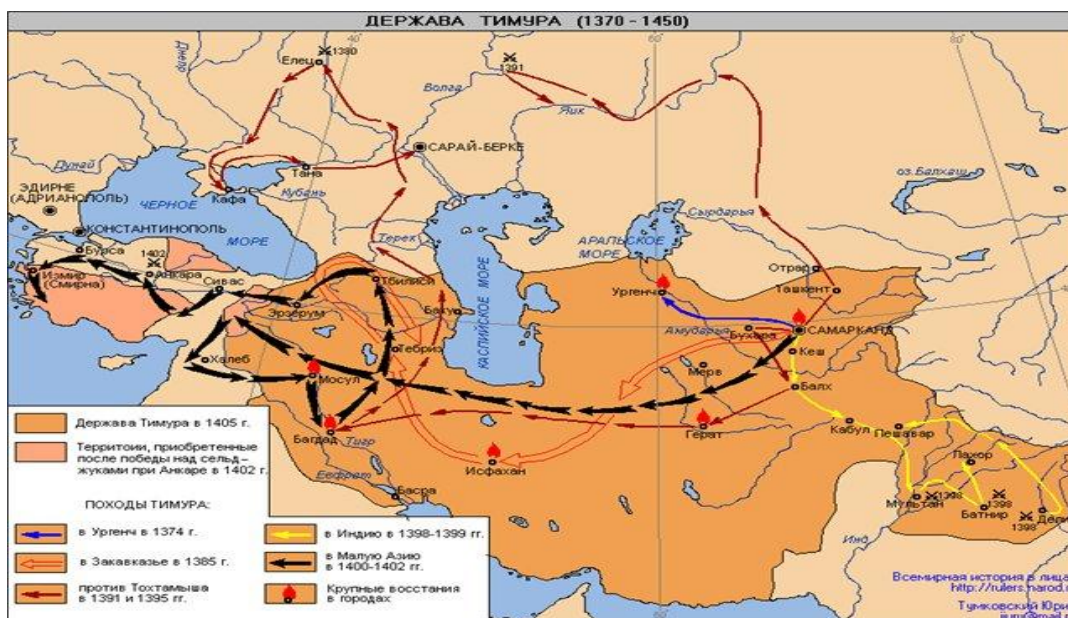 ДЕРЖАВА ТИМУРА (1370 - 1450)
40
60
80
Днепр
Елец
1380
1391
Волга
Яик
Дунай
САРАЙ-БЕРКЕ
Тана
Кубань
Кафа
оз.Балхаш
ЭДИРНЕ
(АДРИАНОПОЛЬ)
ЧЕРНОЕ
МОРЕ
КОНСТАНТИНОПОЛЬ
Терек
Сырдарья
АРАЛЬСКОЕ
МОРЕ
Бурса
1402
Анкара
Измир
(Смирна)
Сивас
Эрзерум
Тбилиси
Баку
КАСПИЙСКОЕ МОРЕ
Ургенч
Отрар
Ташкент
Амударья
Бухара
САМАРКАНД
Кеш
Халеб
Тебриз
Мосул
Мерв
Балх
Багдад
Тигр
Исфахан
Герат
Кабул
Пешавар
Евфрат
Басра
Лахор
Мультан
1398
1398
Батнир
1398
Дели
Инд
Держава Тимура в 1405 г.
Территоии, приобретенные
после победы над сельд-
жуками при Анкаре в 1402 г.
ПОХОДЫ ТИМУРА:
в Ургенч в 1374 г.
в Закавказье в 1385 г.
против Тохтамыша
в 1391 и 1395 гг.
в Индию в 1398-1399 гг.
в Малую Азию
в 1400-1402 гг.
Крупные восстания
в городах
Всемирная история в лица
http://rulers.narod.
Тумковский Юри